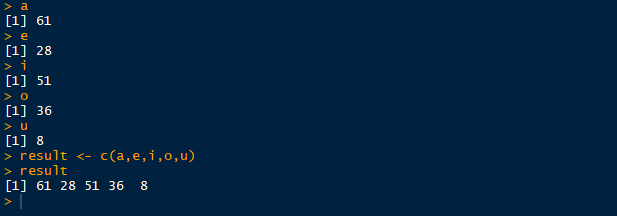 > a
[1] 61
> e
[1] 28
> i
[1] 51
> o
[1] 36
> u
[1] 8
> result <- c(a,e,i,o,u)
> result
[1] 61 28 51 36  8
>